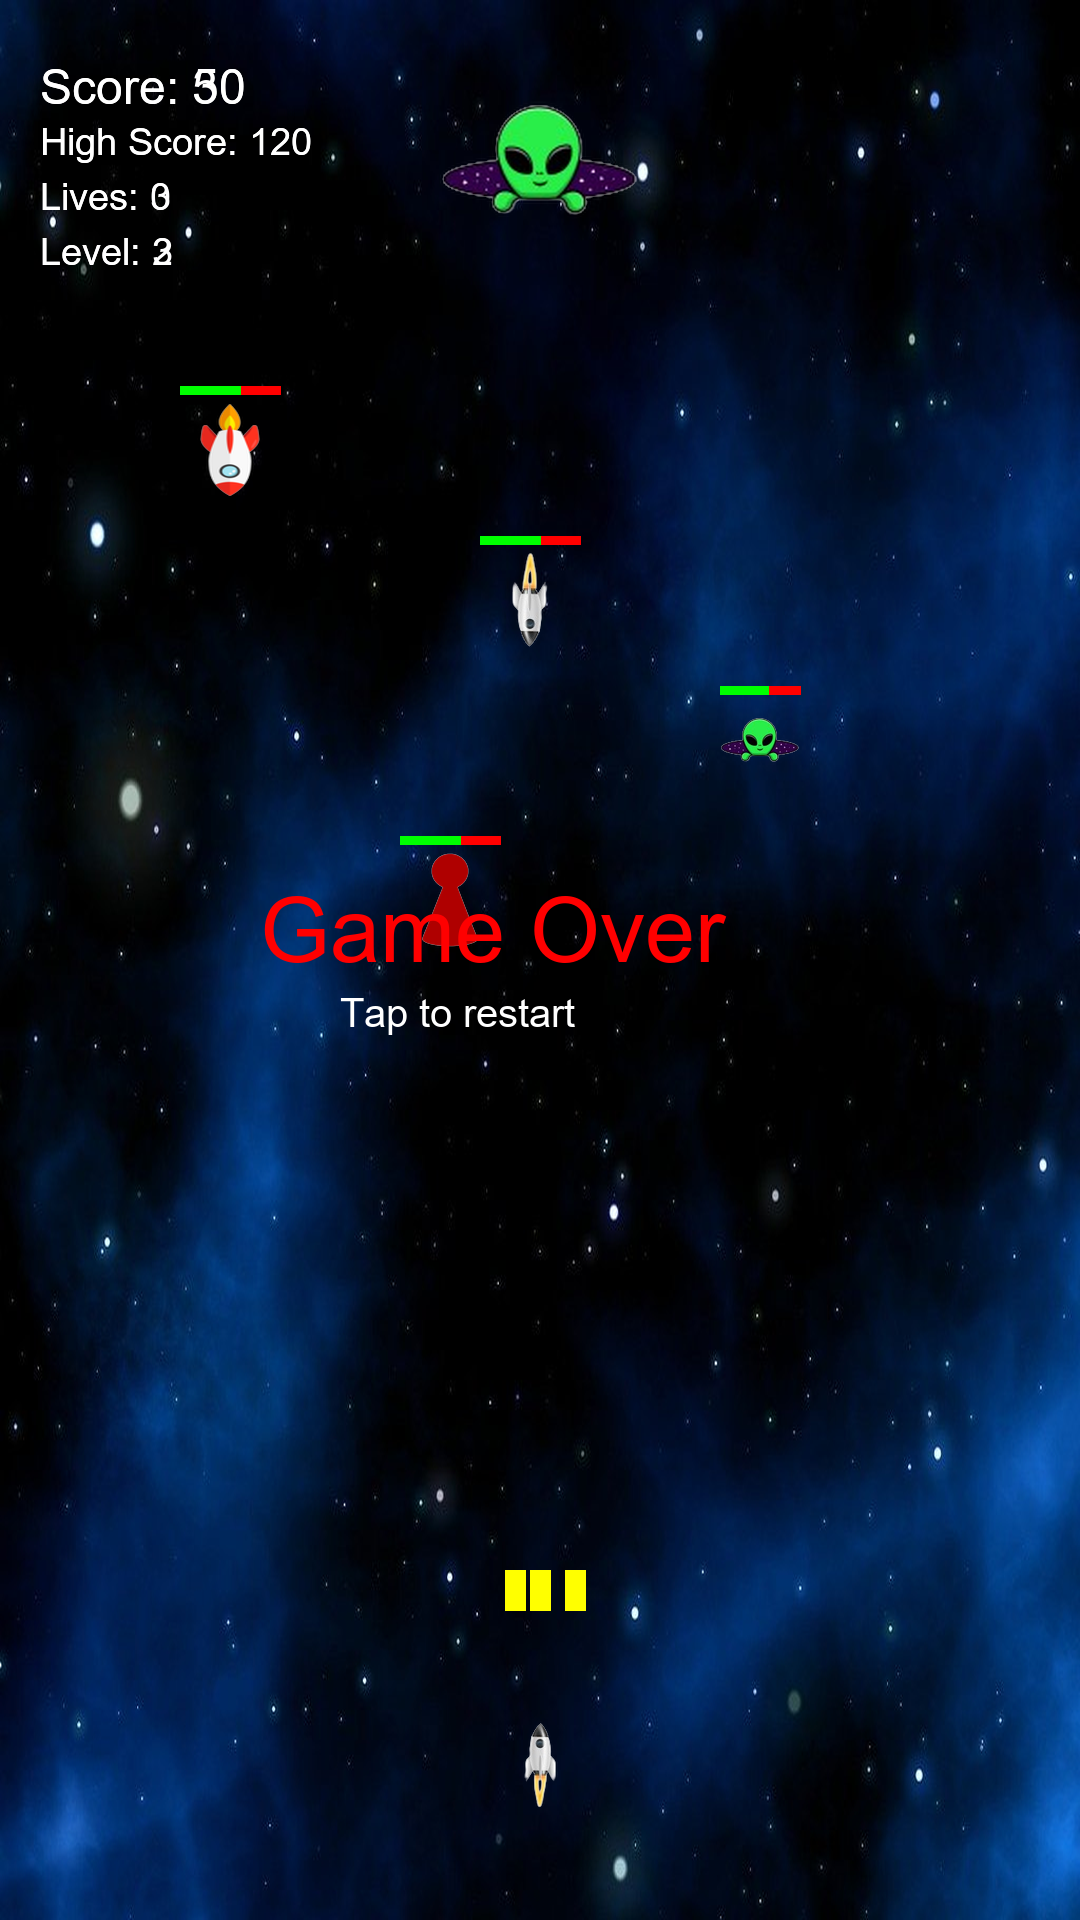 Score:
High Score: 120
Lives:
Level:
Game Over
Tap to restart